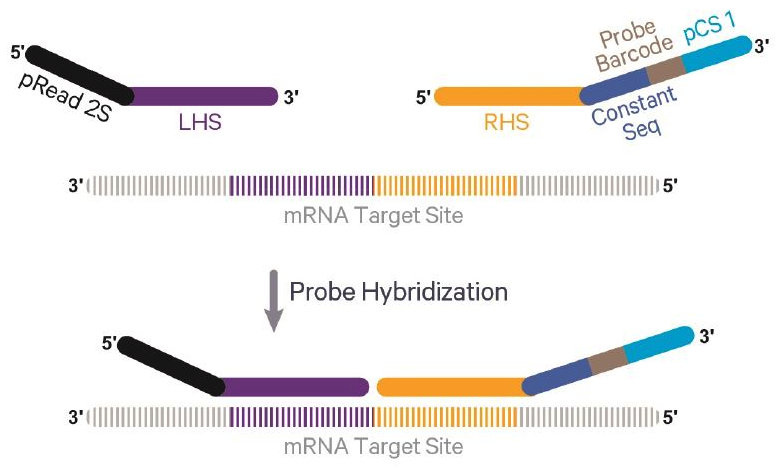 5'
pRead 2S
LHS
3'
5'
RHS
Constant
Seq
Probe
Barcode
pCS 1
3'
3'
5'
mRNA Target Site
Probe Hybridization
5'
3'
3'
5'
mRNA Target Site